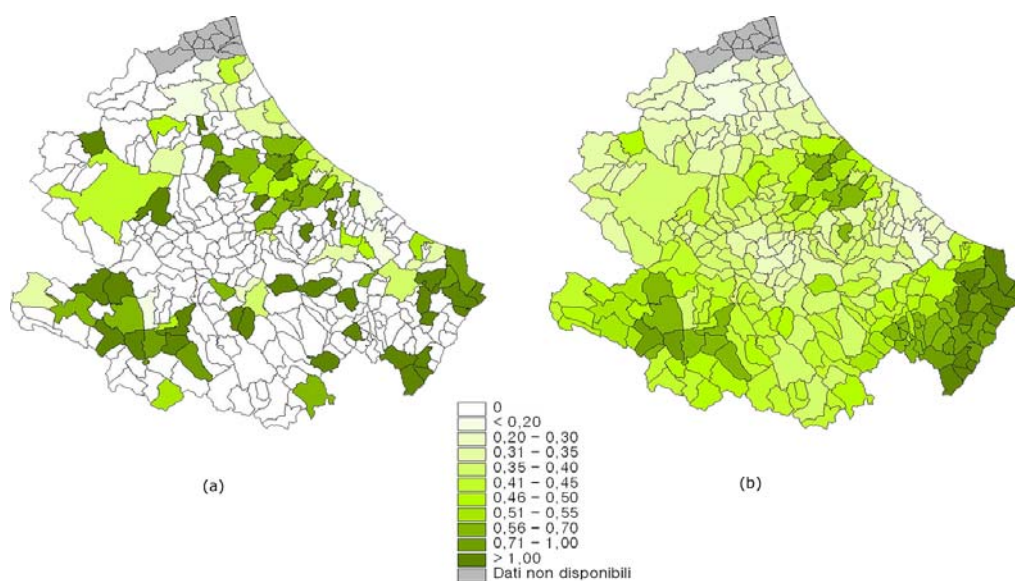 0
< 0,20
0,20 - 0,30
0,31 - 0,35
0,35 - 0,40
0,41 - 0,45
0,46 - 0,50
0,51 - 0,55
0,56 - 0,70
0,71 - 1,00
> 1,00
Dati non disponibili
(a)
(b)